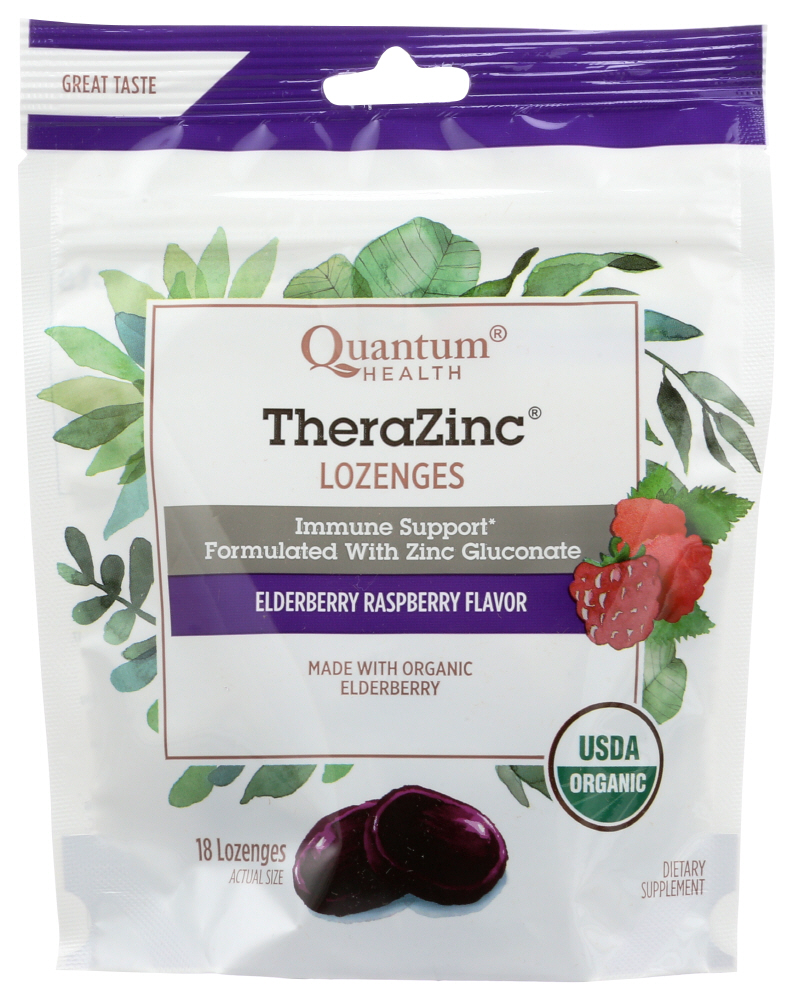 GREAT TASTE
Quantum®
HEALTH
TheraZinc®
LOZENGES
Immune Support*
Formulated With Zinc Gluconate
ELDERBERRY RASPBERRY FLAVOR
MADE WITH ORGANIC
ELDERBERRY
USDA
ORGANIC
18 Lozenges
ACTUAL SIZE
DIETARY
SUPPLEMENT